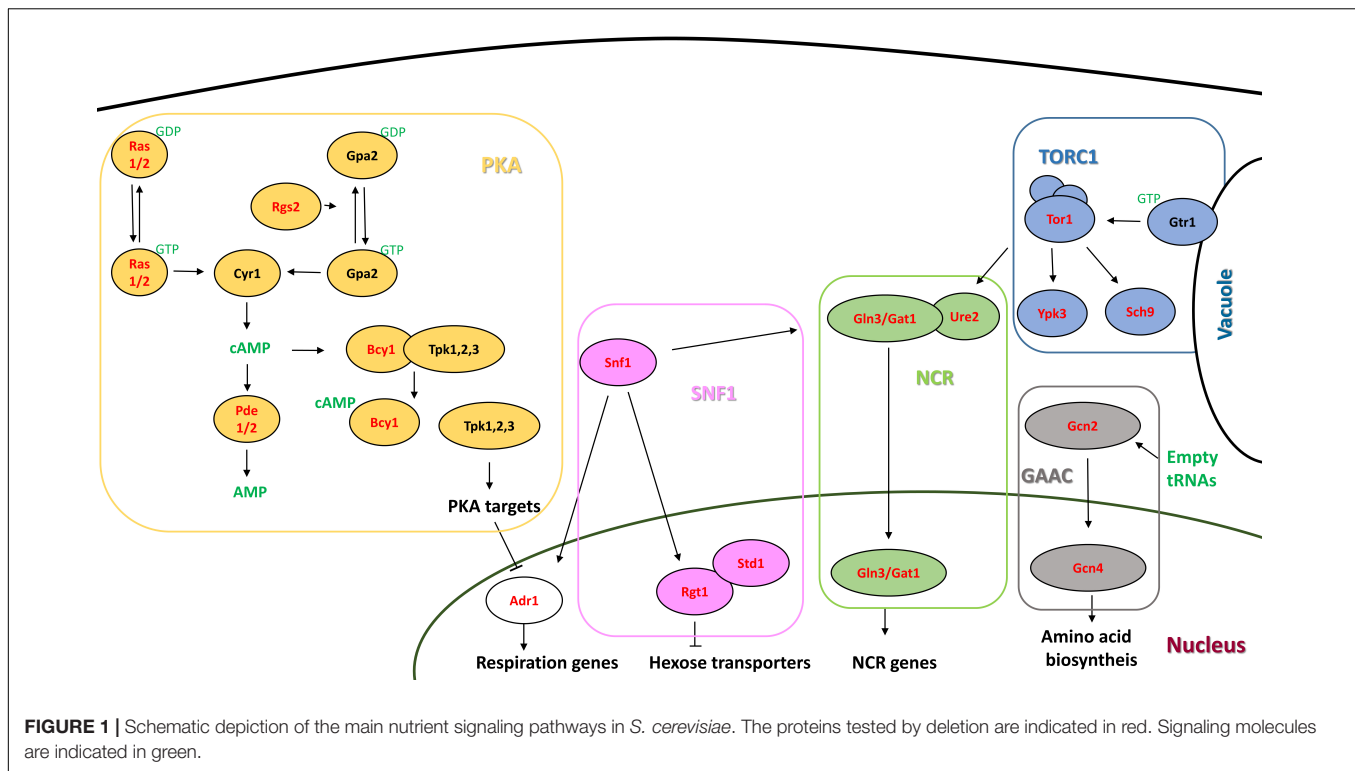 GDP
Ras
1/2
GDP
Gpa2
PKA
Rgs2
GTP
Ras
1/2
Cyr1
GTP
Gpa2
cAMP
Bcy1
Tpk1,2,3
Pde
1/2
cAMP
Bcy1
Tpk1,2,3
AMP
PKA targets
Adr1
Respiration genes
Snf1
SNF1
Std1
Rgt1
Hexose transporters
Gln3/Gat1
Ure2
NCR
Gln3/Gat1
NCR genes
TORC1
Tor1
GTP
Gtr1
Ypk3
Sch9
Vacuole
Gcn2
GAAC
Empty
tRNAs
Gcn4
Amino acid
biosyntheis
Nucleus
FIGURE 1 | Schematic depiction of the main nutrient signaling pathways in S. cerevisiae. The proteins tested by deletion are indicated in red. Signaling molecules
are indicated in green.